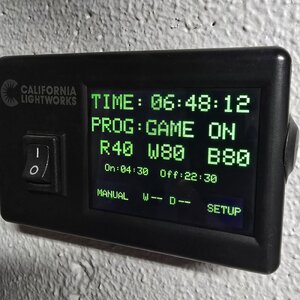 CALIFORNIA
LIGHTWORKS
TIME: 06:48:12
PROG:GAME ON
R40 W80 B80
On:04:30 Off:22:30
MANUAL W-- D-- SETUP
I
O